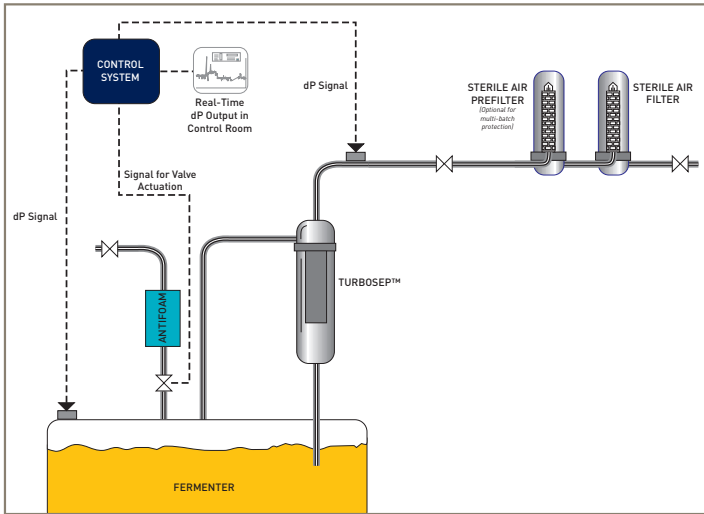 CONTROL
SYSTEM
Real-Time
dP Output in
Control Room
dP Signal
STERILE AIR
PREFILTER
(Optional for
multi-batch
protection)
STERILE AIR
FILTER
Signal for Valve
Actuation
dP Signal
ANTIFOAM
TURBOSEP™
FERMENTER